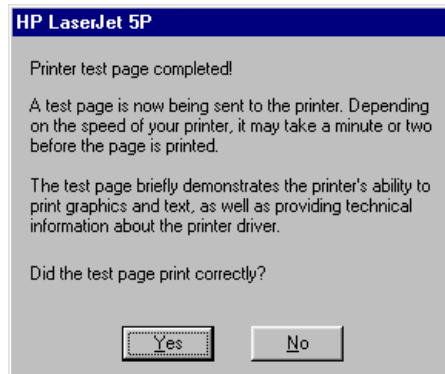 HP LaserJet 5P
Printer test page completed!
A test page is now being sent to the printer. Depending
on the speed of your printer, it may take a minute or two
before the page is printed.
The test page briefly demonstrates the printer's ability to
print graphics and text, as well as providing technical
information about the printer driver.
Did the test page print correctly?
Yes
No